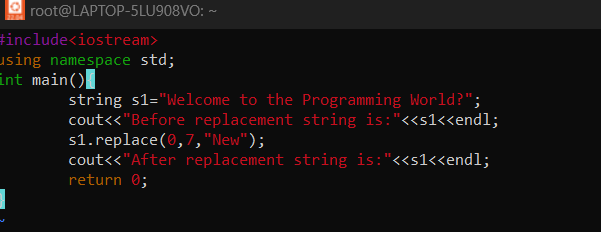 root@LAPTOP-5LU908VO: ~
#include<iostream>
using namespace std;
int main(){
string s1="Welcome to the Programming World?";
cout<<"Before replacement string is:"<<s1<<endl;
s1.replace(0,7,"New");
cout<<"After replacement string is:"<<s1<<endl;
return 0;
}
~